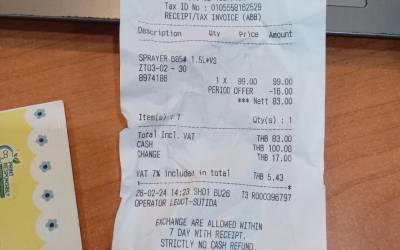 Tax ID No : 0105558162529
RECEIPT/TAX INVOICE (ABB)
Description Qty Price Amount
SPRAYER 685# 1.5L*VS
ZT03-02 - 30
897418B
1 X 99.00 99.00
PERIOD OFFER -16.00
*** Nett 83.00
Item(s) : 1 Qty(s) : 1
Total Incl. VAT THB 83.00
CASH THB 100.00
CHANGE THB 17.00
VAT 7% included in total THB 5.43
26-02-24 14:23 SH01 BU26 T3 R000396797
OPERATOR
EXCHANGE ARE ALLOWED WITHIN
7 DAY WITH RECEIPT.
STRICTLY NO CASH REFUND.